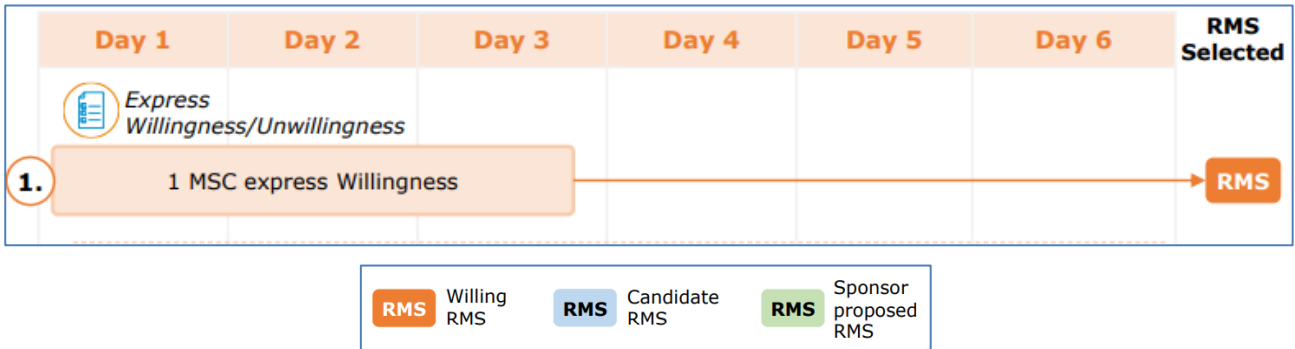 Day 1 Day 2 Day 3 Day 4 Day 5 Day 6 RMS
Selected
Express
Willingness/Unwillingness
1. 1 MSC express Willingness RMS
RMS Willing
RMS
RMS Candidate
RMS
RMS Sponsor
proposed
RMS